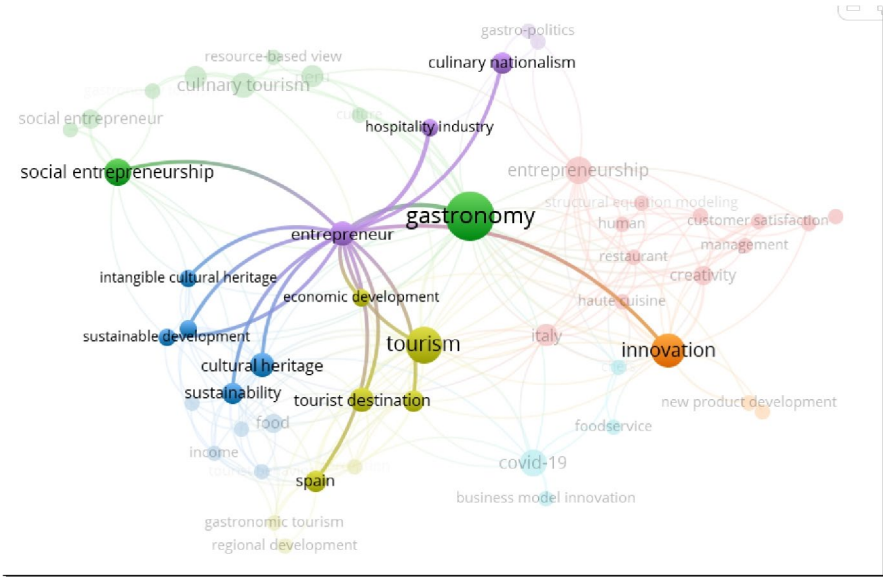 gastro-politics
culinary nationalism
resource-based view
culinary tourism
social entrepreneur
culture
hospitality industry
social entrepreneurship
entrepreneurship
structural equation modeling
gastronomy
human
customer satisfaction
entrepreneur
management
restaurant
intangible cultural heritage
creativity
economic development
haute cuisine
sustainable development
italy
tourism
innovation
cultural heritage
sustainability
tourist destination
new product development
food
foodservice
income
covid-19
spain
business model innovation
gastronomic tourism
regional development